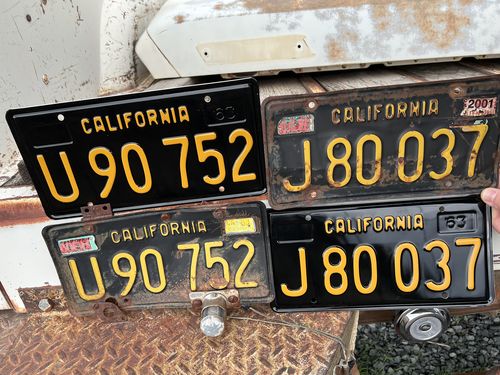 CALIFORNIA 63
U 90 752
CALIFORNIA 2001
J 80 037
CALIFORNIA
U 90 752
CALIFORNIA 63
J 80 037